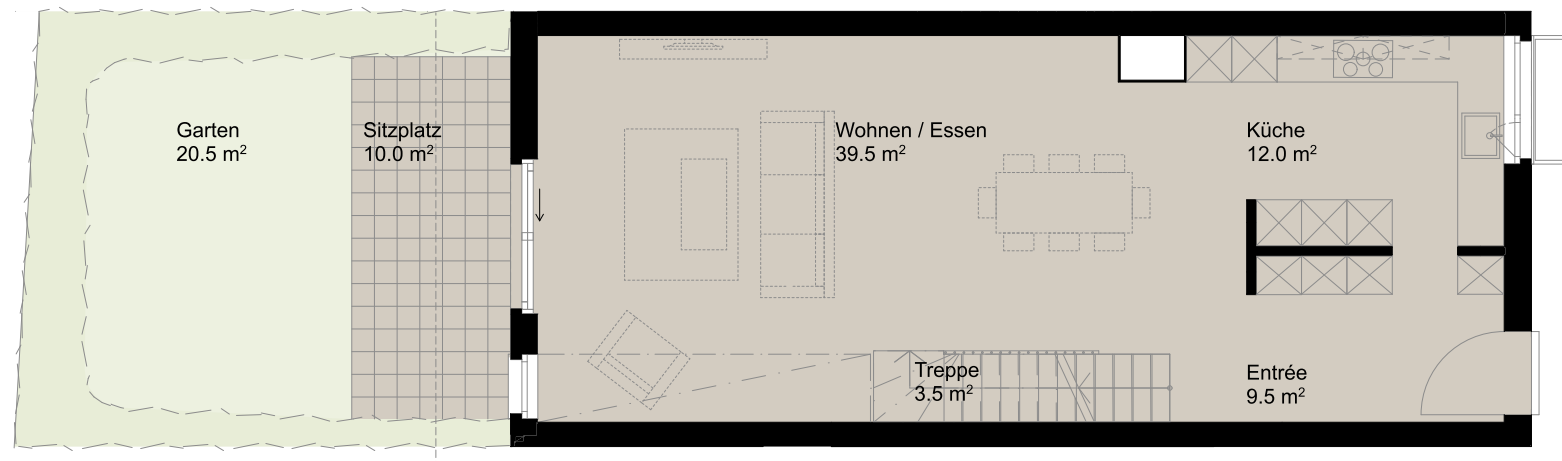 Garten
20.5 m²
Sitzplatz
10.0 m²
Wohnen / Essen
39.5 m²
Küche
12.0 m²
Treppe
3.5 m²
Entrée
9.5 m²